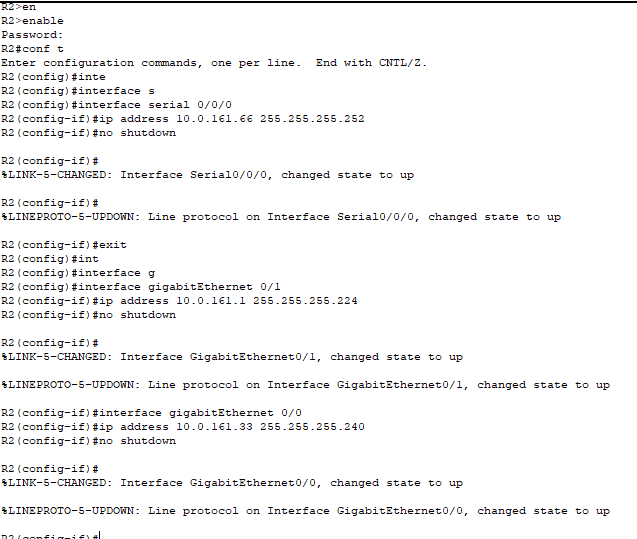 R2>en
R2>enable
Password:
R2#conf t
Enter configuration commands, one per line.  End with CNTL/Z.
R2(config)#inte
R2(config)#interface s
R2(config)#interface serial 0/0/0
R2(config-if)#ip address 10.0.161.66 255.255.255.252
R2(config-if)#no shutdown
R2(config-if)#
%LINK-5-CHANGED: Interface Serial0/0/0, changed state to up
R2(config-if)#
%LINEPROTO-5-UPDOWN: Line protocol on Interface Serial0/0/0, changed state to up
R2(config-if)#exit
R2(config)#int
R2(config)#interface g
R2(config)#interface gigabitEthernet 0/1
R2(config-if)#ip address 10.0.161.1 255.255.255.224
R2(config-if)#no shutdown
R2(config-if)#
%LINK-5-CHANGED: Interface GigabitEthernet0/1, changed state to up
%LINEPROTO-5-UPDOWN: Line protocol on Interface GigabitEthernet0/1, changed state to up
R2(config-if)#interface gigabitEthernet 0/0
R2(config-if)#ip address 10.0.161.33 255.255.255.240
R2(config-if)#no shutdown
R2(config-if)#
%LINK-5-CHANGED: Interface GigabitEthernet0/0, changed state to up
%LINEPROTO-5-UPDOWN: Line protocol on Interface GigabitEthernet0/0, changed state to up
R2(config-if)#